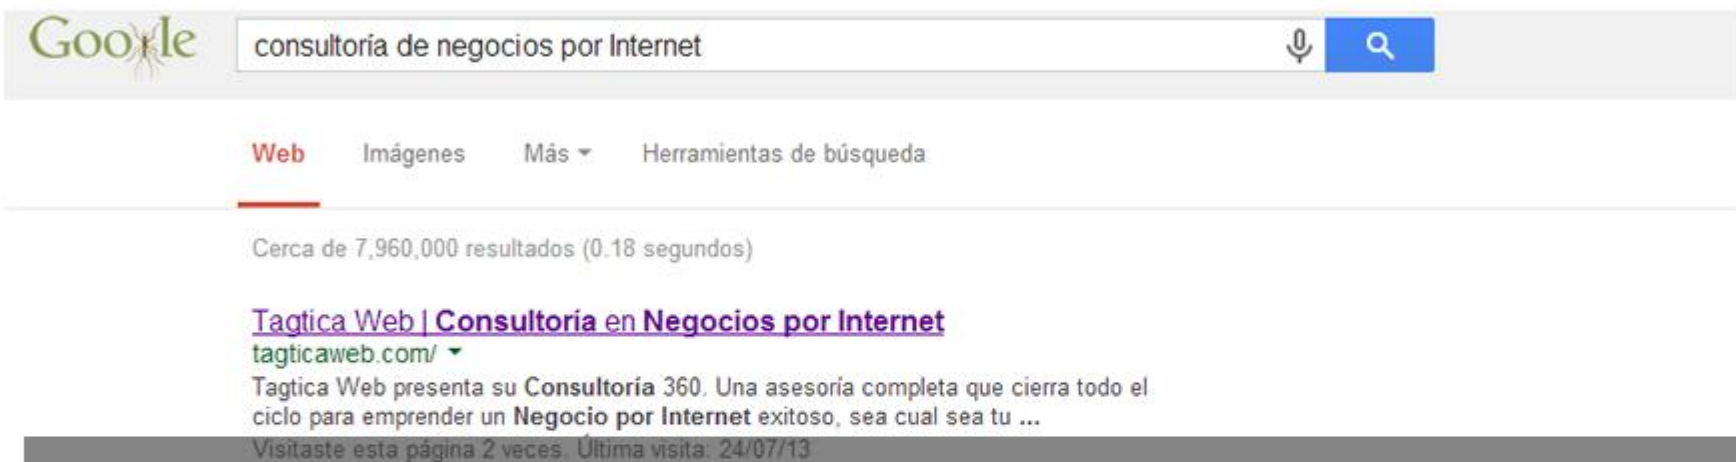 Google
consultoría de negocios por Internet
Web Imágenes Más Herramientas de búsqueda
Cerca de 7,960,000 resultados (0.18 segundos)
Tagtica Web | Consultoría en Negocios por Internet
tagticaweb.com/
Tagtica Web presenta su Consultoría 360. Una asesoría completa que cierra todo el
ciclo para emprender un Negocio por Internet exitoso, sea cual sea tu ...
Visitaste esta página 2 veces. Última visita: 24/07/13